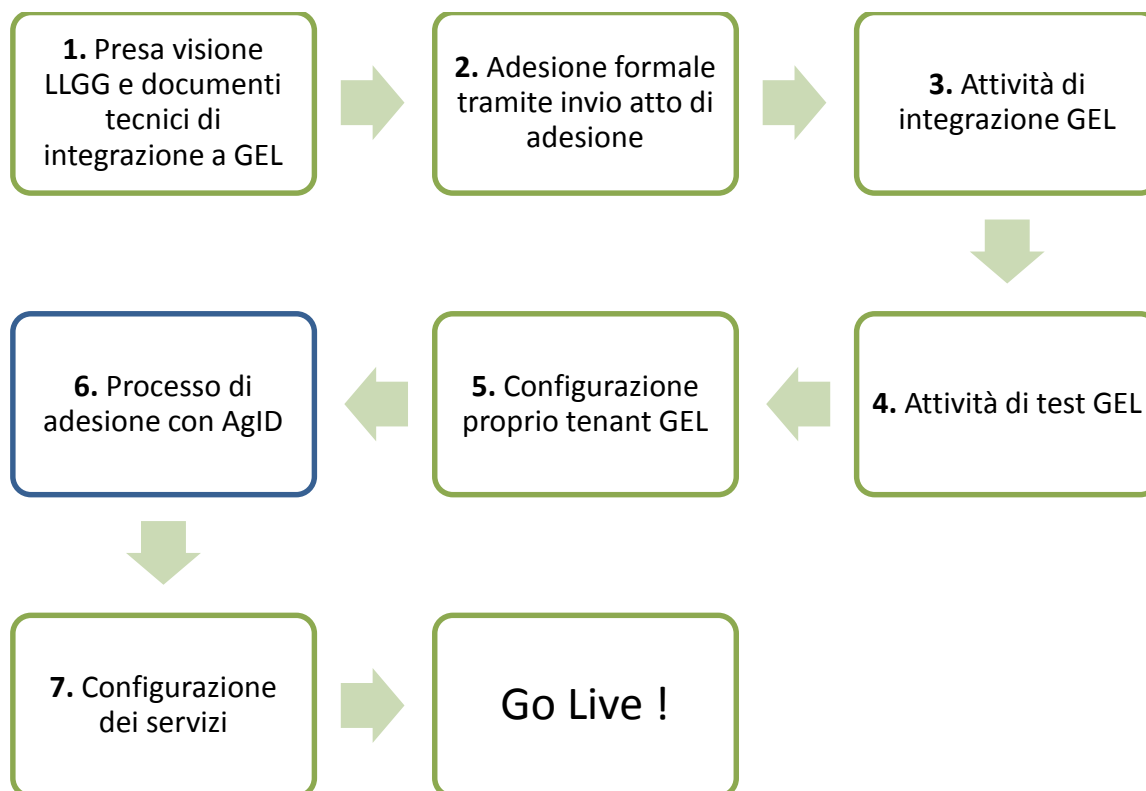 1. Presa visione
LLGG e documenti
tecnici di
integrazione a GEL
2. Adesione formale
tramite invio atto di
adesione
3. Attività di
integrazione GEL
4. Attività di test GEL
5. Configurazione
proprio tenant GEL
6. Processo di
adesione con AgID
7. Configurazione
dei servizi
Go Live !